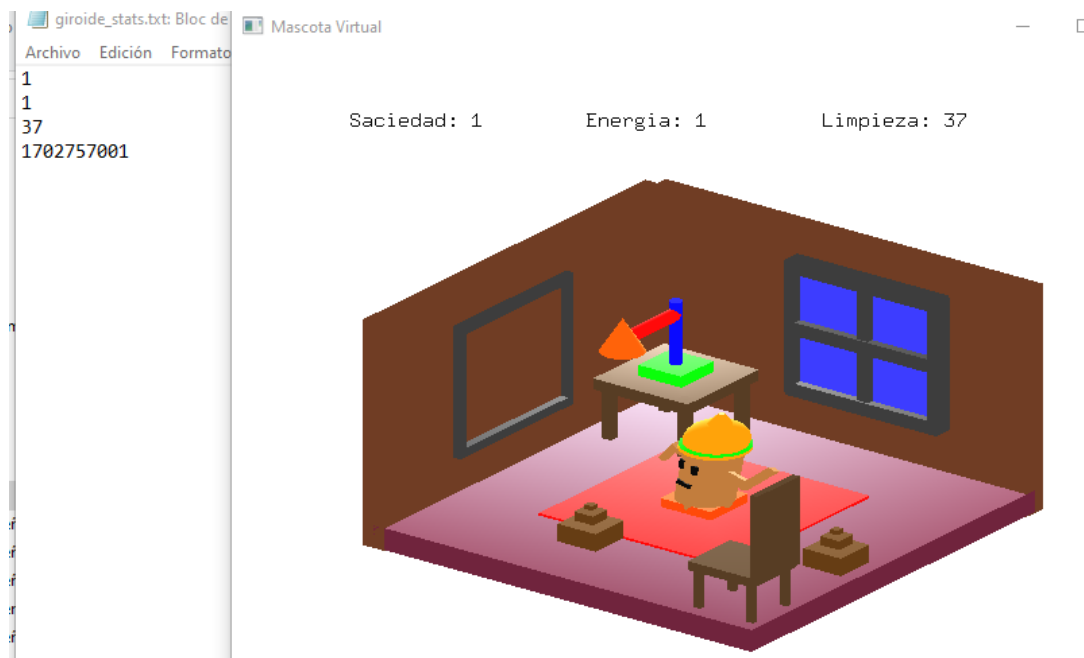 giroide_stats.txt: Bloc de
Archivo Edición Formato
1
1
37
1702757001
Mascota Virtual
Saciedad: 1 Energia: 1 Limpieza: 37